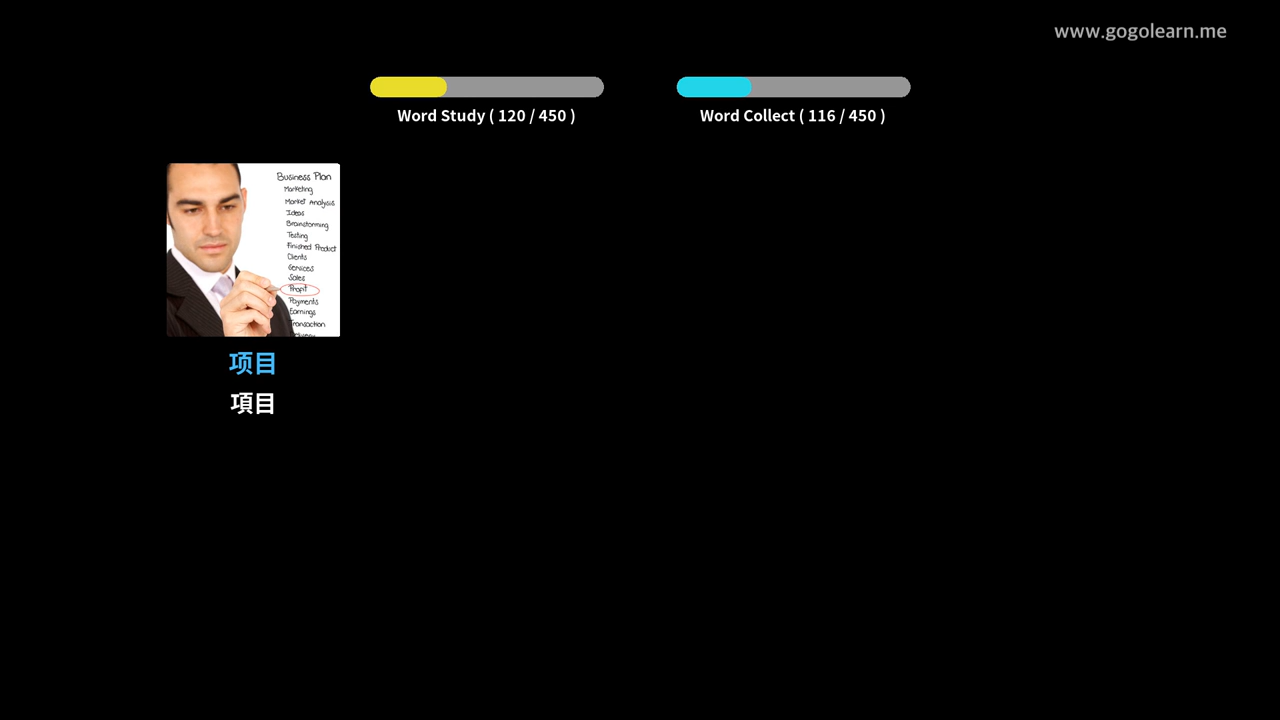 www.gogolearn.me
Word Study ( 120 / 450 )
Word Collect ( 116 / 450 )
Business Plan
Marketing
Market Analysis
Ideas
Brainstorming
Testing
Finished Product
Clients
Services
Sales
Profit
Payments
Earnings
Transaction
项目
項目